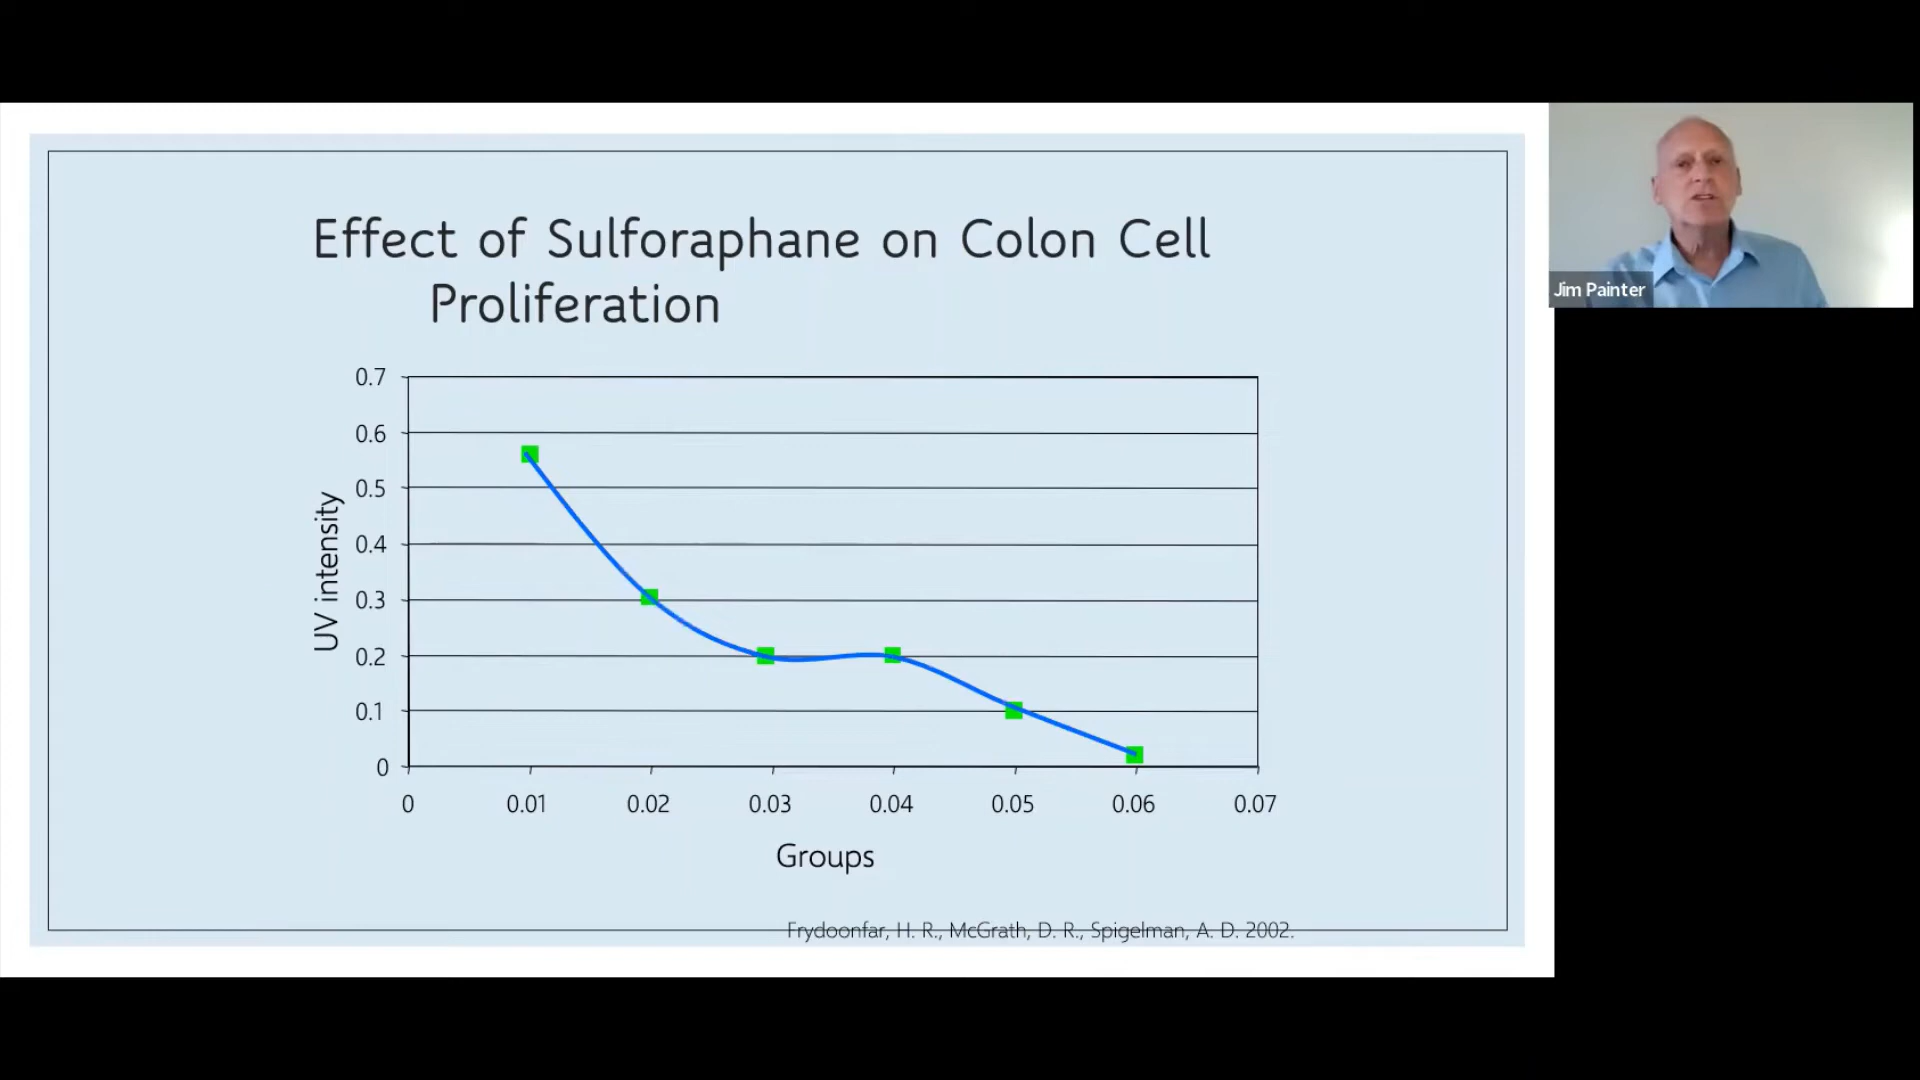 Effect of Sulforaphane on Colon Cell
Proliferation
Jim Painter
0.7
0.6
0.5
0.4
0.3
0.2
0.1
0
UV intensity
0
0.01
0.02
0.03
0.04
0.05
0.06
0.07
Groups
Frydoonfar, H. R., McGrath, D. R., Spigelman, A. D. 2002.